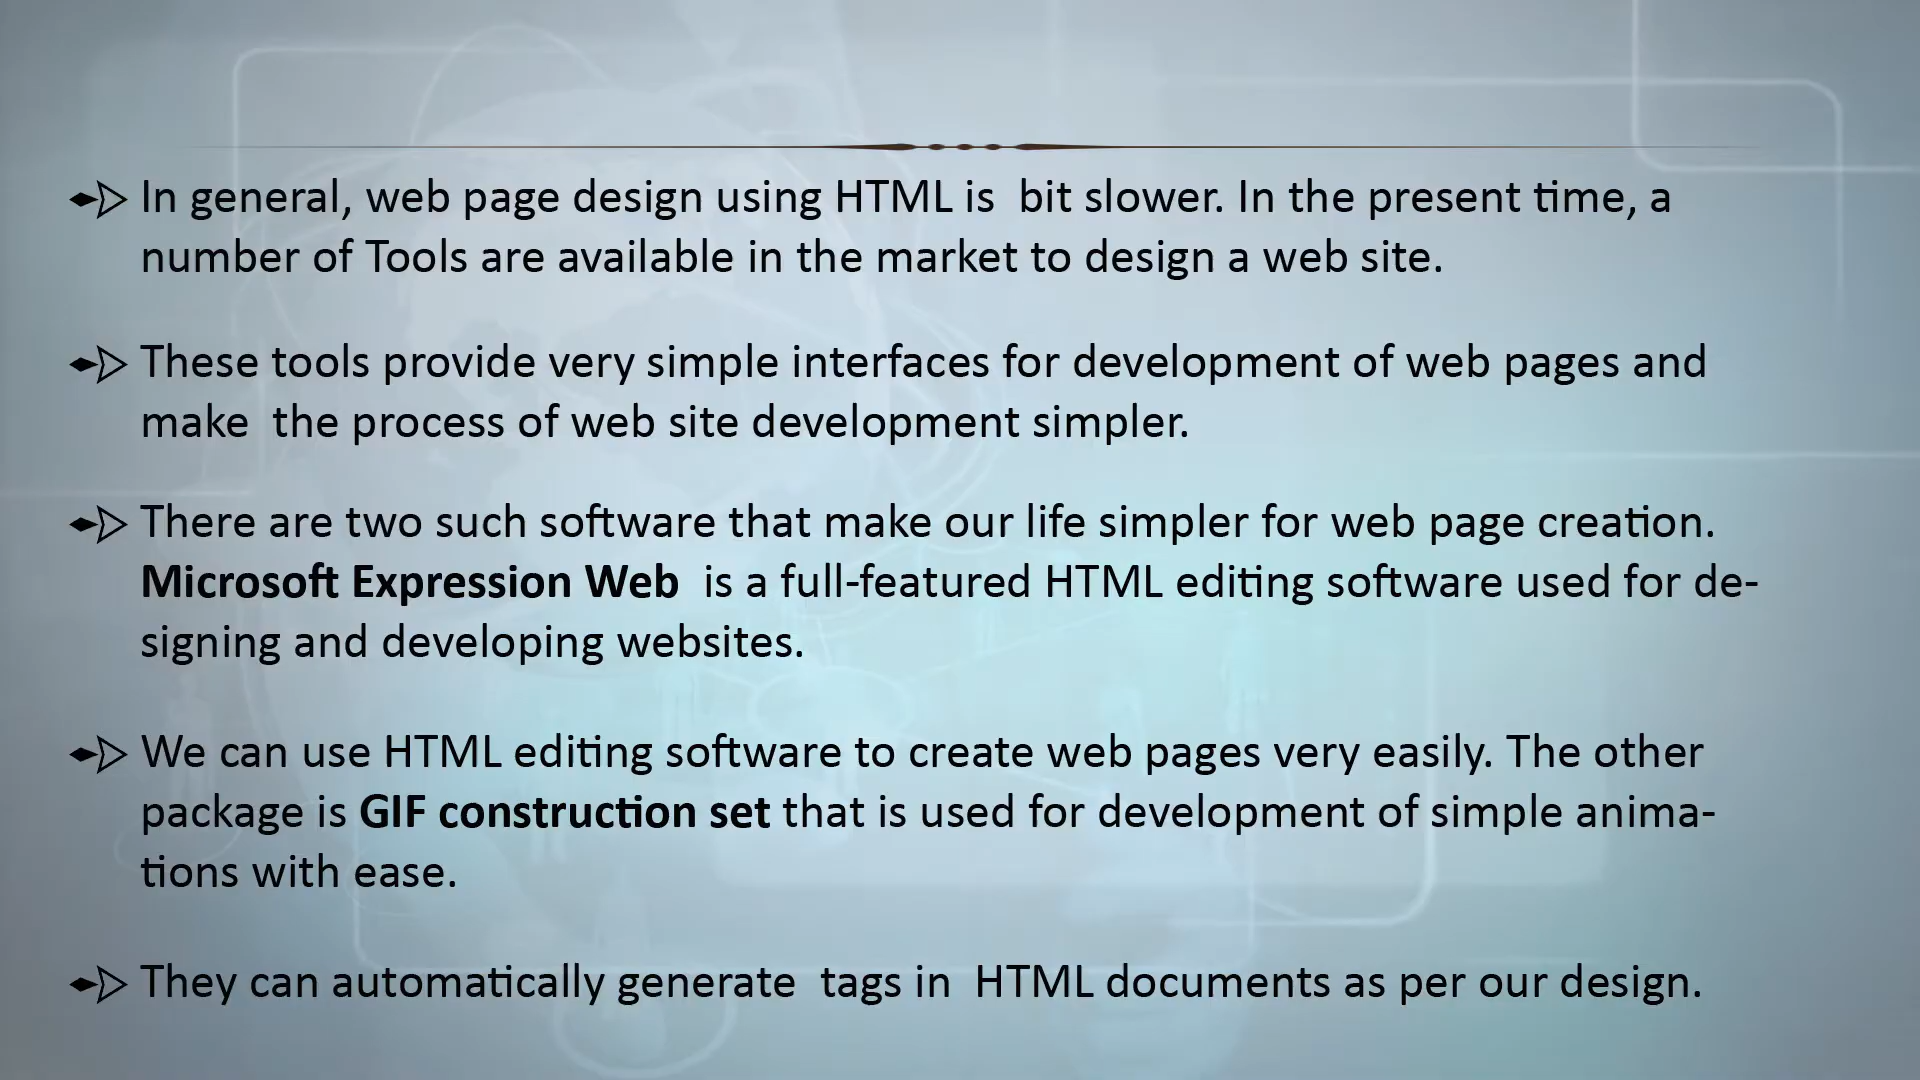 In general, web page design using HTML is  bit slower. In the present time, a
number of Tools are available in the market to design a web site.
These tools provide very simple interfaces for development of web pages and
make  the process of web site development simpler.
There are two such software that make our life simpler for web page creation.
Microsoft Expression Web  is a full-featured HTML editing software used for de-
signing and developing websites.
We can use HTML editing software to create web pages very easily. The other
package is GIF construction set that is used for development of simple anima-
tions with ease.
They can automatically generate  tags in  HTML documents as per our design.